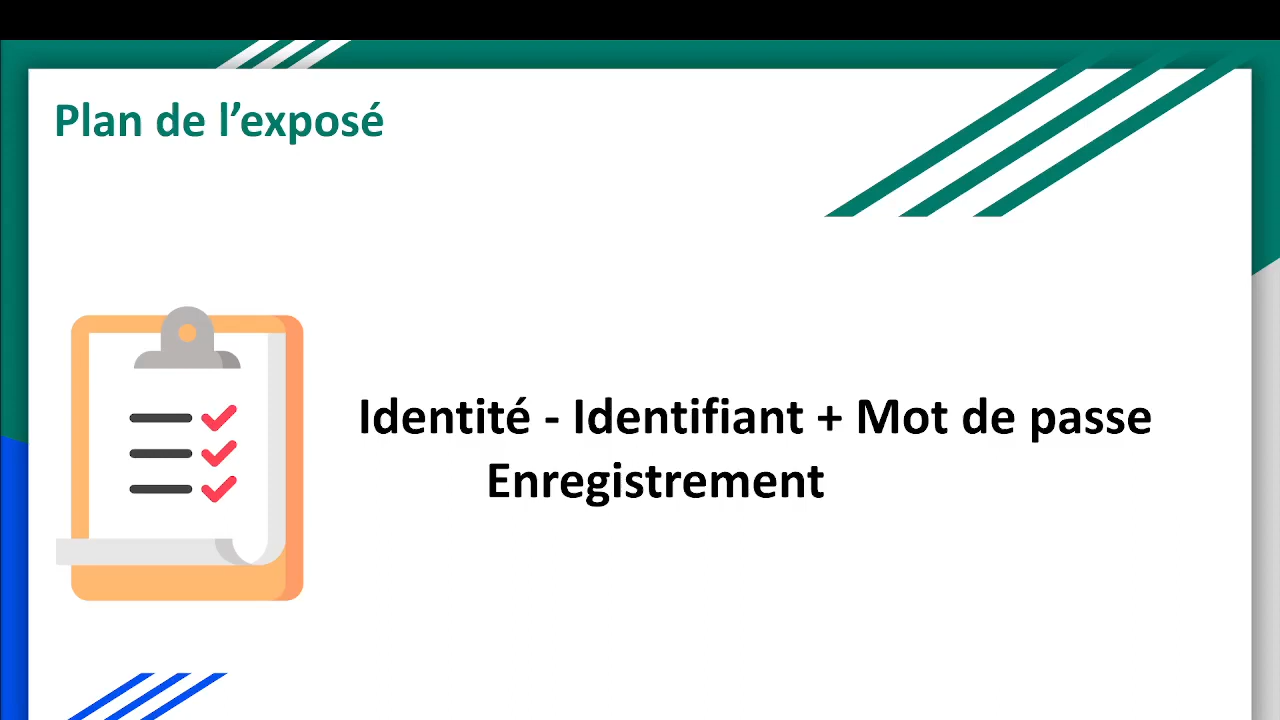 Plan de l’exposé
Identité - Identifiant + Mot de passe
Enregistrement